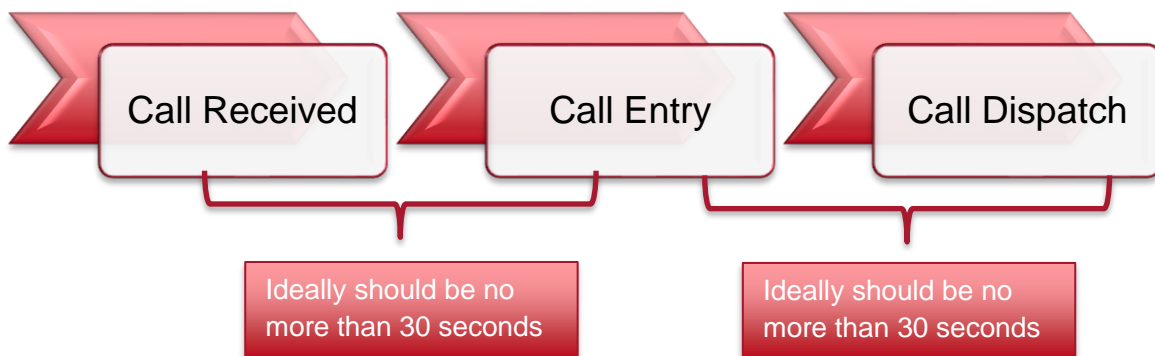 Call Received
Call Entry
Call Dispatch
Ideally should be no
more than 30 seconds
Ideally should be no
more than 30 seconds